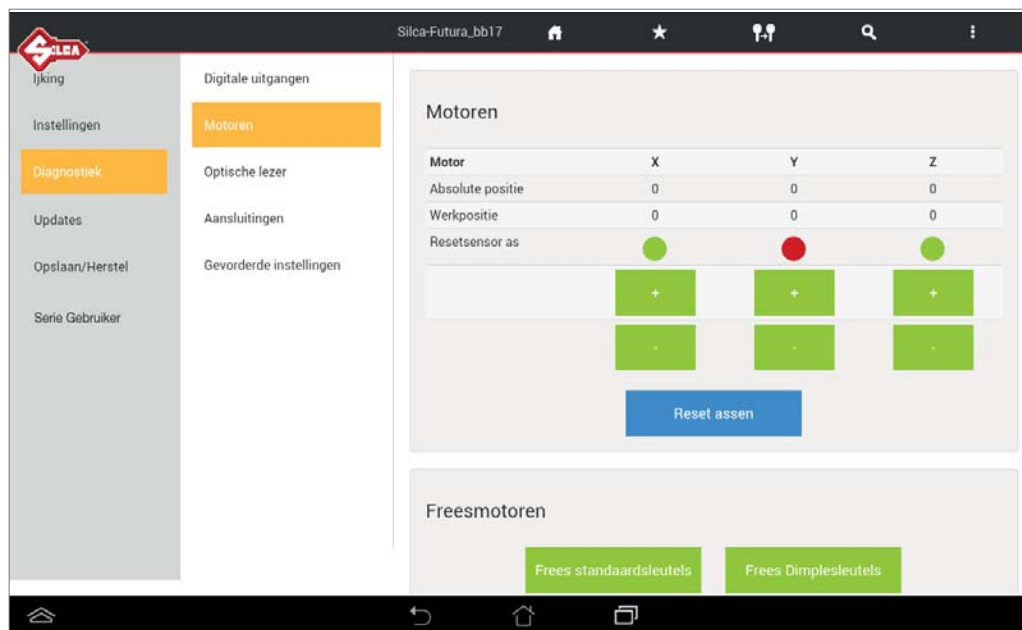 SILCA
Silca-Futura_bb17
Ijking
Instellingen
Diagnostiek
Updates
Opslaan/Herstel
Serie Gebruiker
Digitale uitgangen
Motoren
Optische lezer
Aansluitingen
Gevorderde instellingen
Motoren
Motor X Y Z
Absolute positie 0 0 0
Werkpositie 0 0 0
Resetsensor as
+ + +
- - -
Reset assen
Freesmotoren
Frees standaardsleutels Frees Dimplesleutels